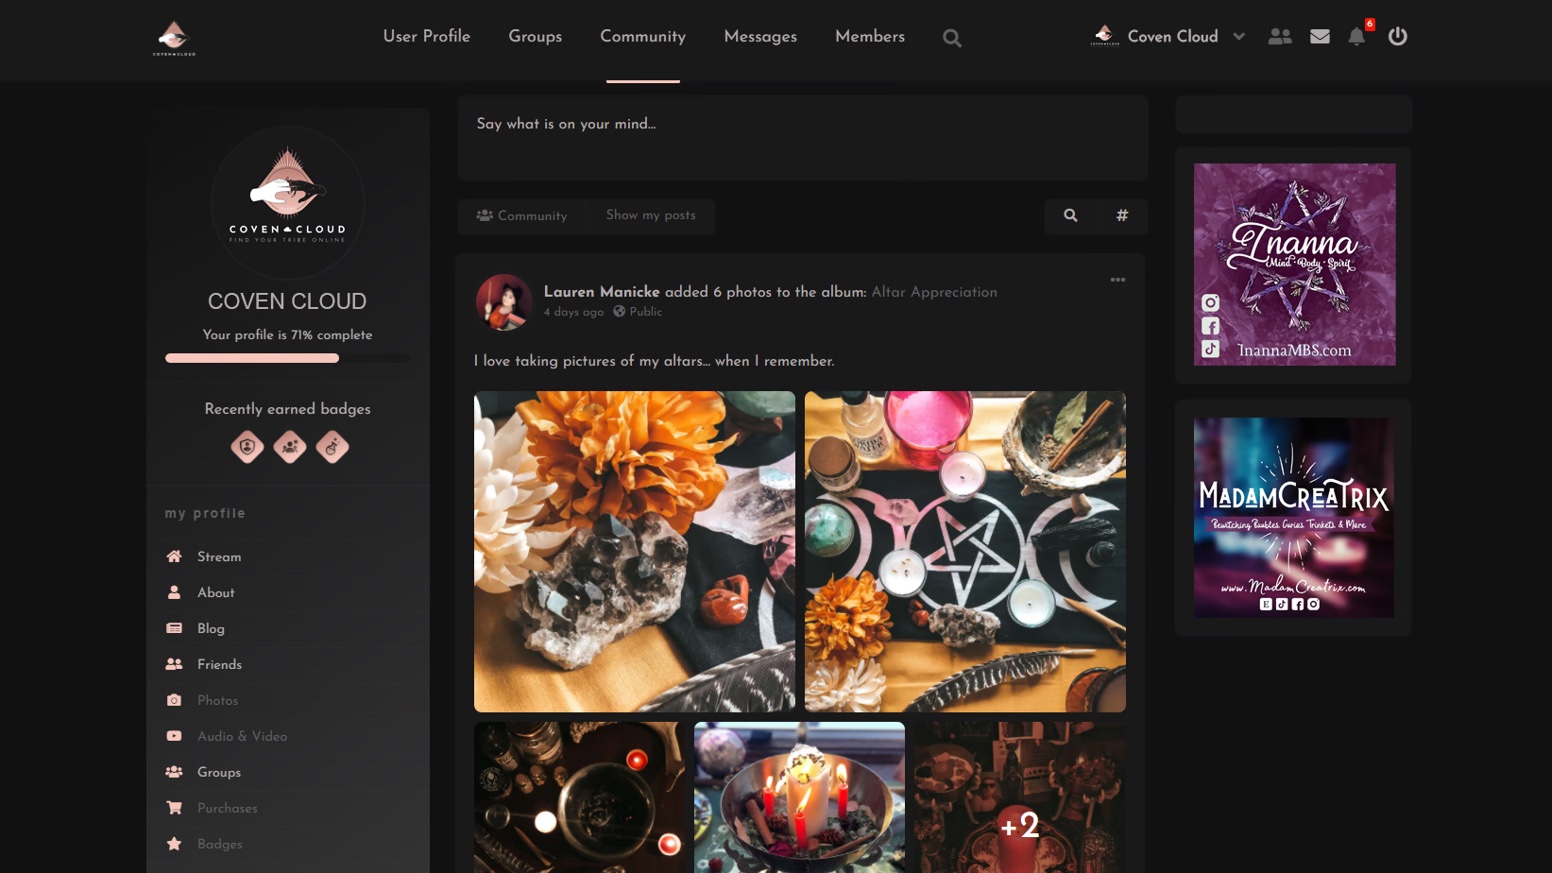 COVEN CLOUD
User Profile
Groups
Community
Messages
Members
Coven Cloud
6
Say what is on your mind...
Community
Show my posts
#
COVEN CLOUD
FIND YOUR TRIBE ONLINE
COVEN CLOUD
Your profile is 71% complete
Recently earned badges
my profile
Stream
About
Blog
Friends
Photos
Audio & Video
Groups
Purchases
Badges
Lauren Manicke added 6 photos to the album: Altar Appreciation
4 days ago Public
I love taking pictures of my altars... when I remember.
+2
Inanna
Mind • Body • Spirit
InannaMBS.com
MADAMCREATRIX
Bewitching Baubles, Curios, Trinkets, & More
www.MadamCreatrix.com